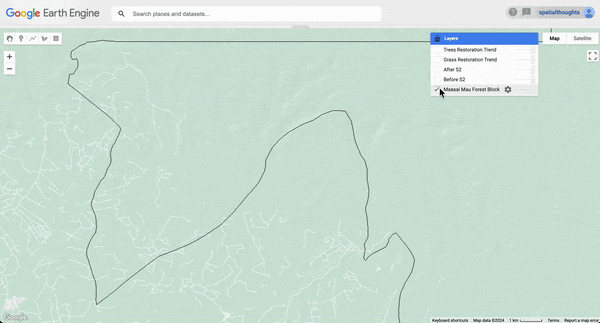 Google Earth Engine
Search places and datasets...
spatialthoughts
Layers
Trees Restoration Trend
Grass Restoration Trend
After S2
Before S2
Maasai Mau Forest Block
Map
Satellite
Google
Keyboard shortcuts
Map data ©2024
1 km
Terms
Report a map error